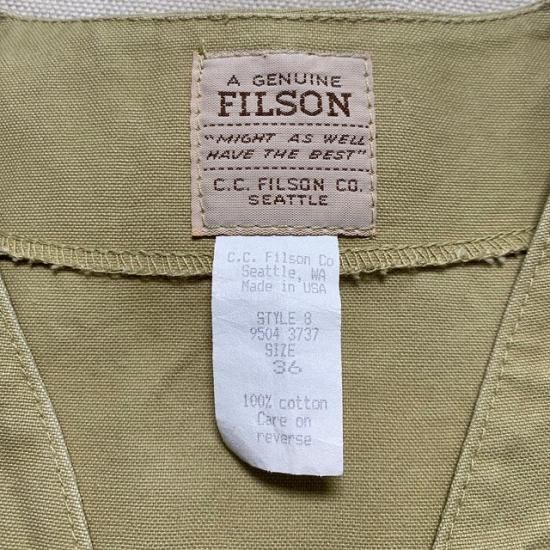 A GENUINE
FILSON
"MIGHT AS WELL
HAVE THE BEST"
C.C. FILSON CO.
SEATTLE
C.C. Filson Co
Seattle, WA
Made in USA
STYLE 8
9504 3737
SIZE
36
100% cotton
Care on
reverse